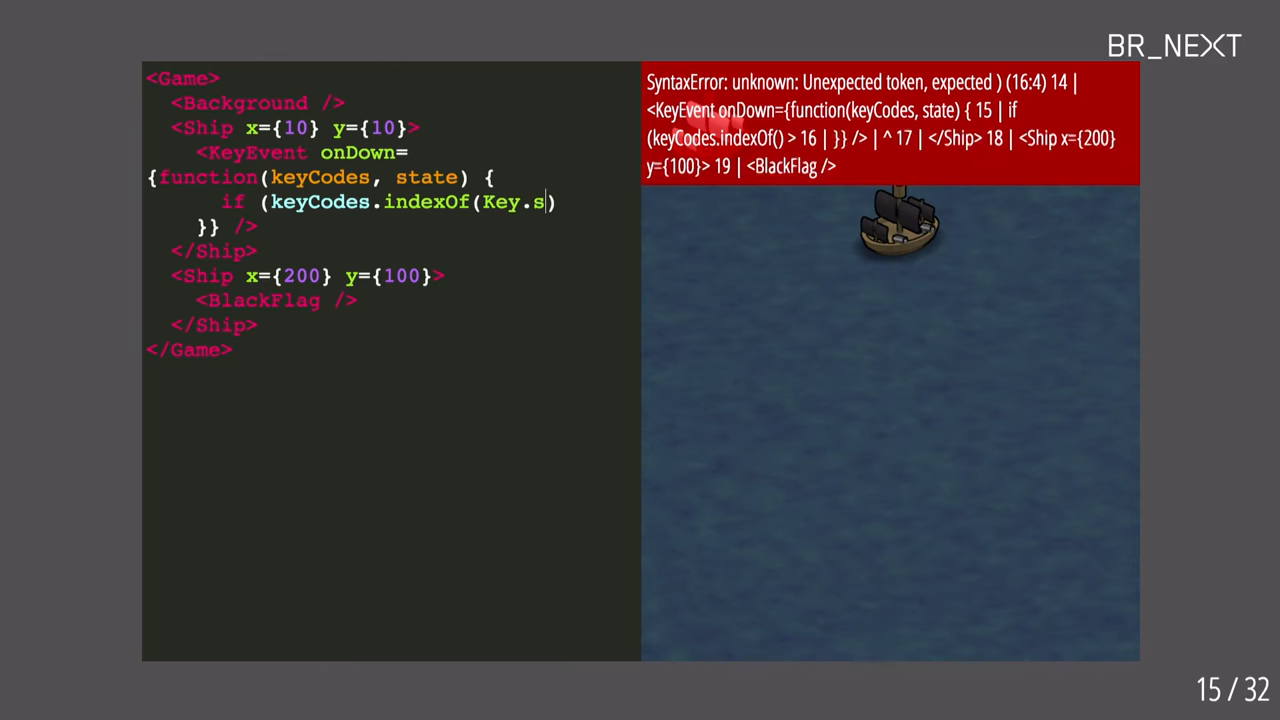 BR_NEXT
<Game>
<Background />
<Ship x={10} y={10}>
<KeyEvent onDown=
{function(keyCodes, state) {
if (keyCodes.indexOf(Key.s)
}} />
</Ship>
<Ship x={200} y={100}>
<BlackFlag />
</Ship>
</Game>
SyntaxError: unknown: Unexpected token, expected ) (16:4) 14 |
<KeyEvent onDown={function(keyCodes, state) { 15 | if
(keyCodes.indexOf() > 16 | }} /> | ^ 17 | </Ship> 18 | <Ship x={200}
y={100}> 19 | <BlackFlag />
15 / 32